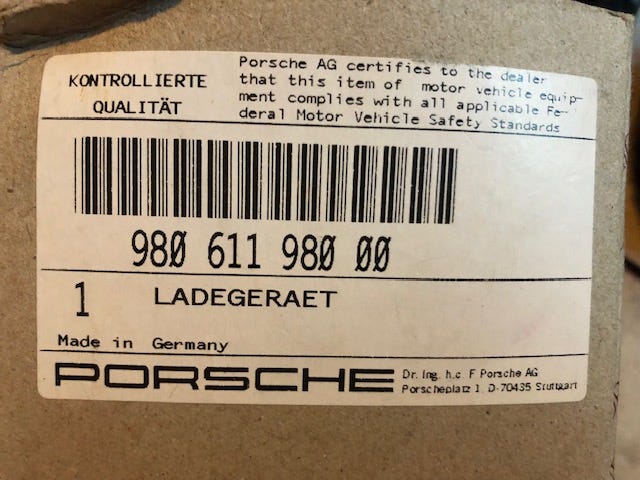 KONTROLLIERTE
QUALITÄT
Porsche AG certifies to the dealer
that this item of motor vehicle equip-
ment complies with all applicable Fe-
deral Motor Vehicle Safety Standards
980 611 980 00
1 LADEGERAET
Made in Germany
PORSCHE
Dr. Ing. h.c. F Porsche AG
Porscheplatz 1 D-70435 Stuttgart